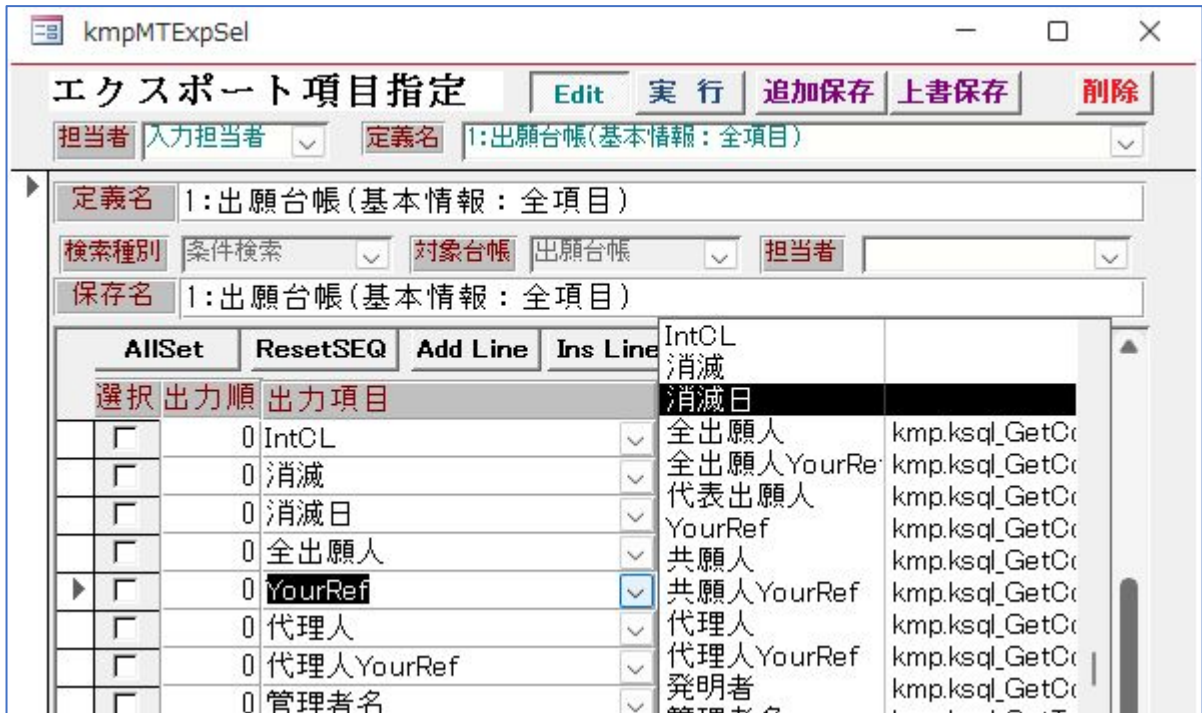 kmpMTExpSel
エクスポート項目指定 Edit 実 行 追加保存 上書保存 削除
担当者 入力担当者 定義名 1:出願台帳(基本情報：全項目)
定義名 1:出願台帳(基本情報：全項目)
検索種別 条件検索 対象台帳 出願台帳 担当者
保存名 1:出願台帳(基本情報：全項目)
AllSet ResetSEQ Add Line Ins Line
選択 出力順 出力項目
0 IntCL
0 消滅
0 消滅日
0 全出願人
0 YourRef
0 代理人
0 代理人YourRef
0 管理者名
IntCL
消滅
消滅日
全出願人 kmp.ksql_GetCo
全出願人YourRe kmp.ksql_GetCo
代表出願人 kmp.ksql_GetCo
YourRef kmp.ksql_GetCo
共願人 kmp.ksql_GetCo
共願人YourRef kmp.ksql_GetCo
代理人 kmp.ksql_GetCo
代理人YourRef kmp.ksql_GetCo
発明者 kmp.ksql_GetCo